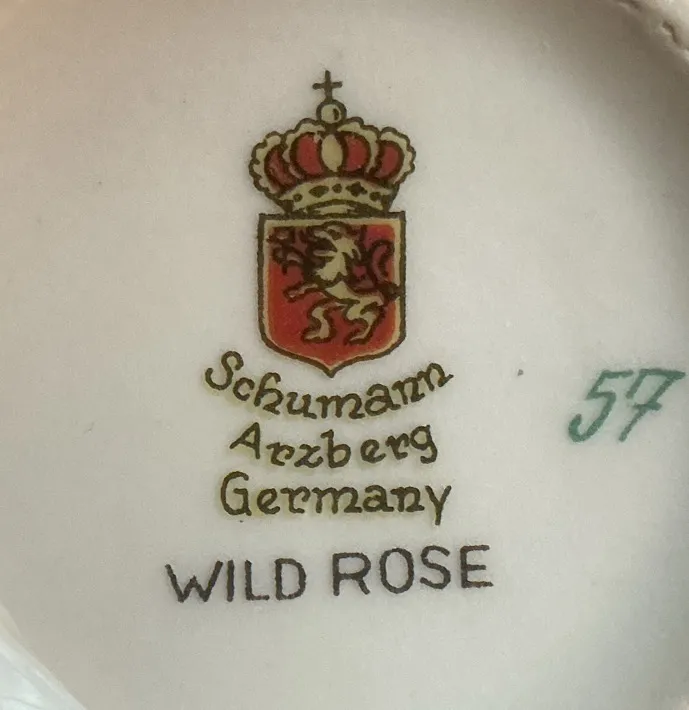 Schumann
Arzberg
Germany
57
WILD ROSE